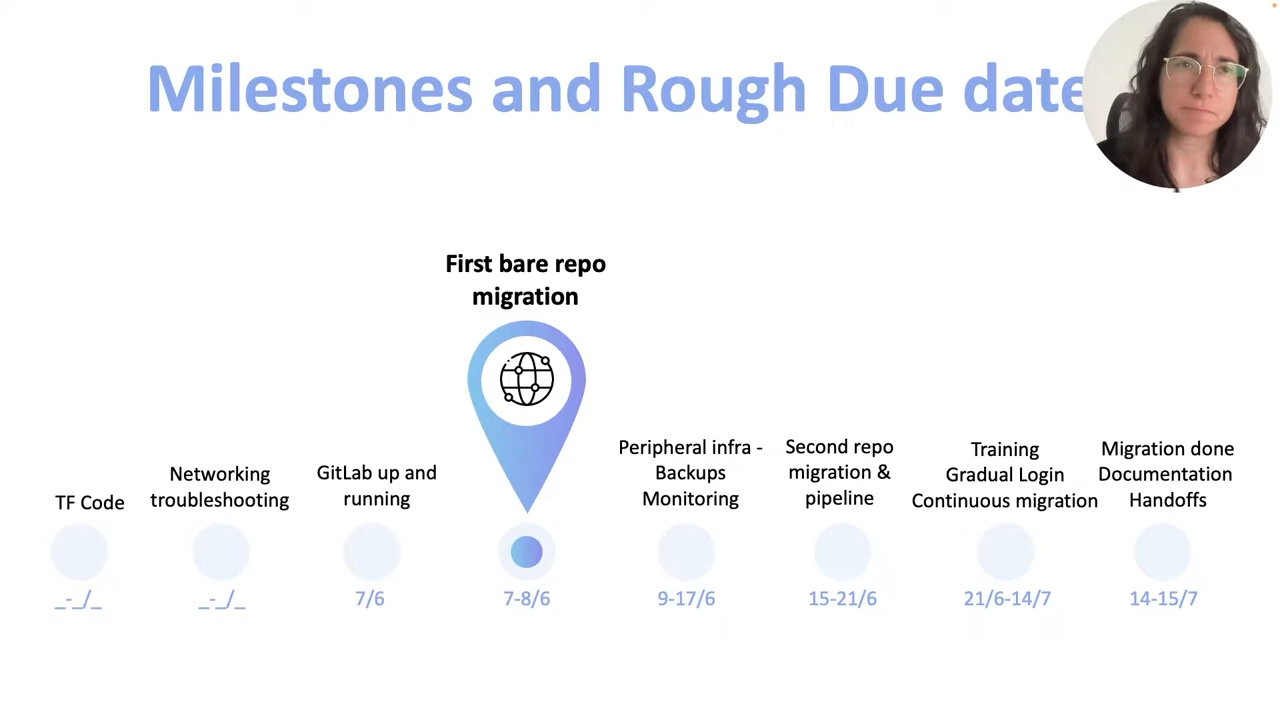 Milestones and Rough Due date
First bare repo
migration
TF Code
Networking
troubleshooting
GitLab up and
running
Peripheral infra -
Backups
Monitoring
Second repo
migration &
pipeline
Training
Gradual Login
Continuous migration
Migration done
Documentation
Handoffs
_-_/_
_-_/_
7/6
7-8/6
9-17/6
15-21/6
21/6-14/7
14-15/7